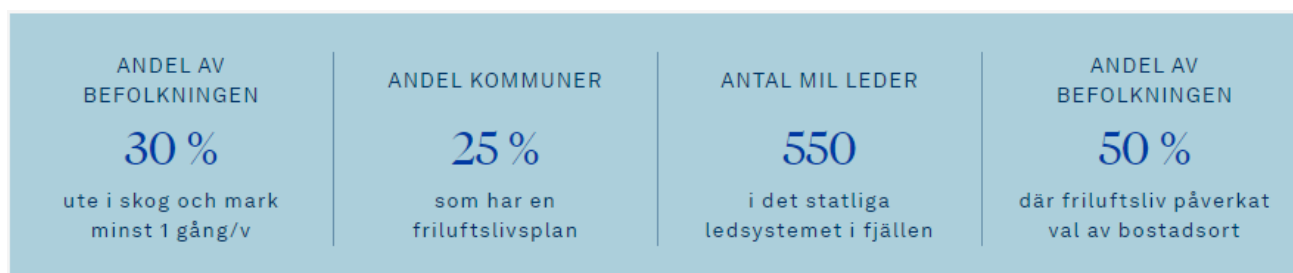 ANDEL AV
BEFOLKNINGEN
30 %
ute i skog och mark
minst 1 gång/v
ANDEL KOMMUNER
25 %
som har en
friluftslivsplan
ANTAL MIL LEDER
550
i det statliga
ledsystemet i fjällen
ANDEL AV
BEFOLKNINGEN
50 %
där friluftsliv påverkat
val av bostadsort